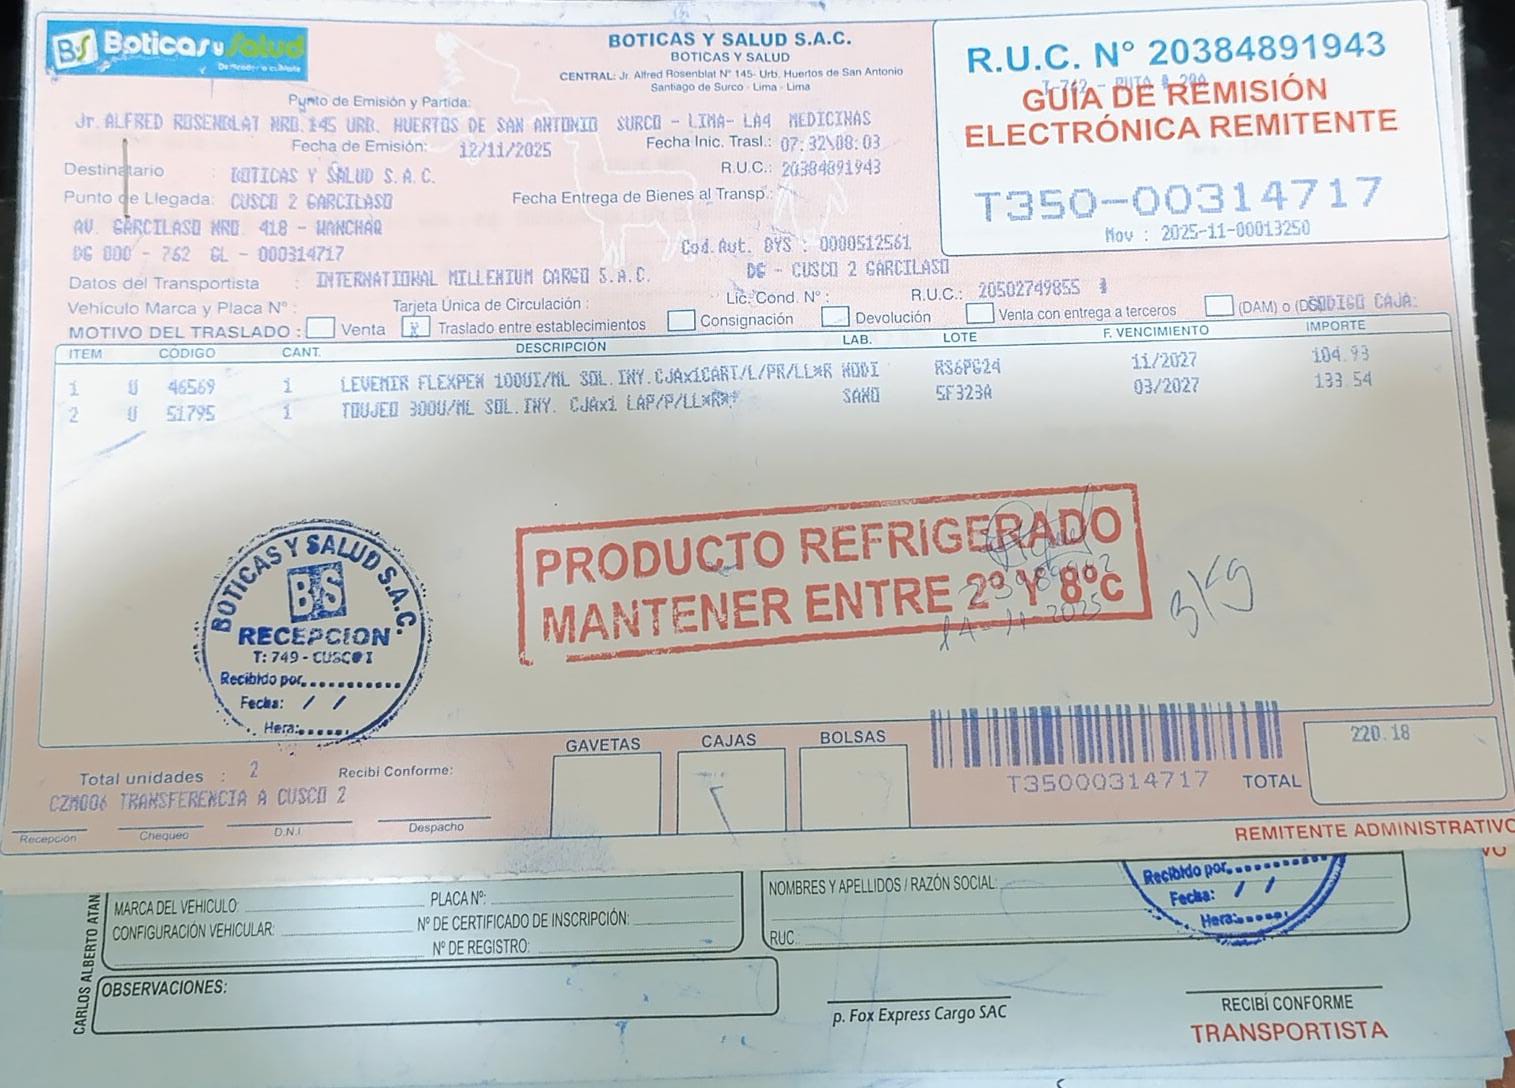 BS Boticas y Salud
BOTICAS Y SALUD S.A.C.
BOTICAS Y SALUD
CENTRAL: Jr. Alfred Rosenblat N° 145- Urb. Huertos de San Antonio
Santiago de Surco - Lima - Lima
R.U.C. N° 20384891943
GUÍA DE REMISIÓN
ELECTRÓNICA REMITENTE
T350-00314717
Mov : 2025-11-00013250
Punto de Emisión y Partida:
Jr. ALFRED ROSENBLAT NRO. 145 URB. HUERTOS DE SAN ANTONIO SURCO - LIMA- LA4 MEDICINAS
Fecha de Emisión: 12/11/2025 Fecha Inic. Trasl.: 07:32\08:03
Destinatario : BOTICAS Y SALUD S.A.C. R.U.C.: 20384891943
Punto de Llegada: CUSCO 2 GARCILASO Fecha Entrega de Bienes al Transp.:
AV. GARCILASO NRO. 418 - WANCHAQ
DG 000 - 762 GL - 000314717 Cod. Aut. BYS : 0000512561
DG - CUSCO 2 GARCILASO
Datos del Transportista : INTERNATIONAL MILLENIUM CARGO S.A.C. R.U.C.: 20502749855
Vehículo Marca y Placa N° : Tarjeta Única de Circulación : Lic. Cond. N° :
MOTIVO DEL TRASLADO : Venta x Traslado entre establecimientos Consignación Devolución Venta con entrega a terceros (DAM) o CODIGO CAJA:
ITEM CÓDIGO CANT. DESCRIPCIÓN LAB. LOTE F. VENCIMIENTO IMPORTE
1 U 46569 1 LEVEMIR FLEXPEN 100UI/ML SOL.INY.CJAx1CART/L/PR/LL*R NODI RS6PG24 11/2027 104.93
2 U 51795 1 TOUJEO 300U/ML SOL.INY. CJAx1 LAP/P/LL*R** SANO 5F323A 03/2027 133.54
PRODUCTO REFRIGERADO
MANTENER ENTRE 2° Y 8°C
3Kg
BOTICAS Y SALUD S.A.C.
BS
RECEPCION
T: 749 - CUSCO I
Recibido por
Fecha: / /
Hora:
GAVETAS CAJAS BOLSAS
T35000314717 TOTAL 220.18
Total unidades : 2 Recibí Conforme:
CZM006 TRANSFERENCIA A CUSCO 2
Recepción Chequeo D.N.I. Despacho
REMITENTE ADMINISTRATIVO
CARLOS ALBERTO ATAN
MARCA DEL VEHICULO: PLACA Nº:
CONFIGURACIÓN VEHICULAR: Nº DE CERTIFICADO DE INSCRIPCIÓN:
Nº DE REGISTRO:
NOMBRES Y APELLIDOS / RAZÓN SOCIAL:
RUC
Recibido por
Fecha: / /
Hora:
OBSERVACIONES:
p. Fox Express Cargo SAC
RECIBÍ CONFORME
TRANSPORTISTA